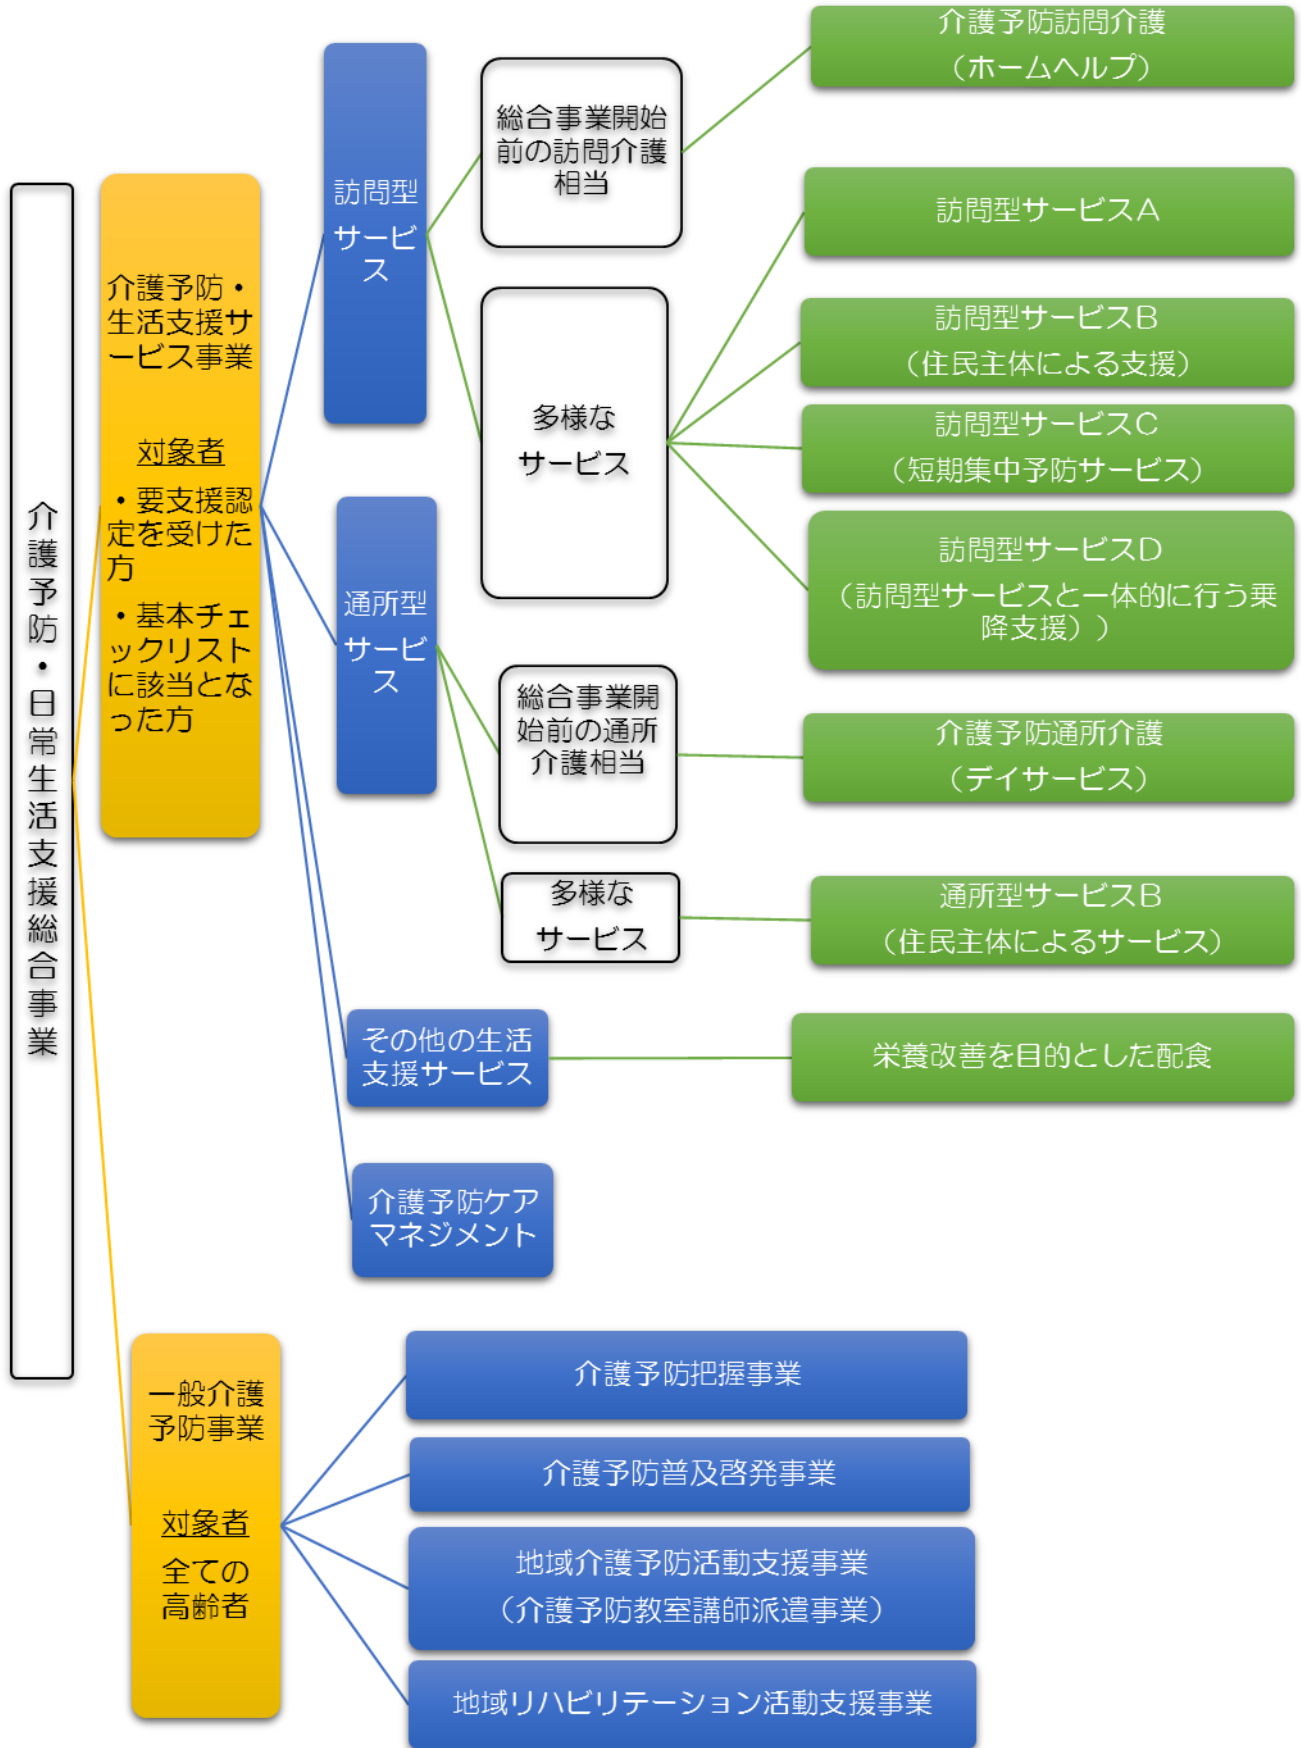 介護予防・日常生活支援総合事業
介護予防・
生活支援サ
ービス事業
対象者
・要支援認
定を受けた
方
・基本チェ
ックリスト
に該当とな
った方
訪問型
サービ
ス
総合事業開始
前の訪問介護
相当
介護予防訪問介護
（ホームヘルプ）
多様な
サービス
訪問型サービスA
訪問型サービスB
（住民主体による支援）
訪問型サービスC
（短期集中予防サービス）
訪問型サービスD
（訪問型サービスと一体的に行う乗
降支援））
通所型
サービ
ス
総合事業開
始前の通所
介護相当
介護予防通所介護
（デイサービス）
多様な
サービス
通所型サービスB
（住民主体によるサービス）
その他の生活
支援サービス
栄養改善を目的とした配食
介護予防ケア
マネジメント
一般介護
予防事業
対象者
全ての
高齢者
介護予防把握事業
介護予防普及啓発事業
地域介護予防活動支援事業
（介護予防教室講師派遣事業）
地域リハビリテーション活動支援事業